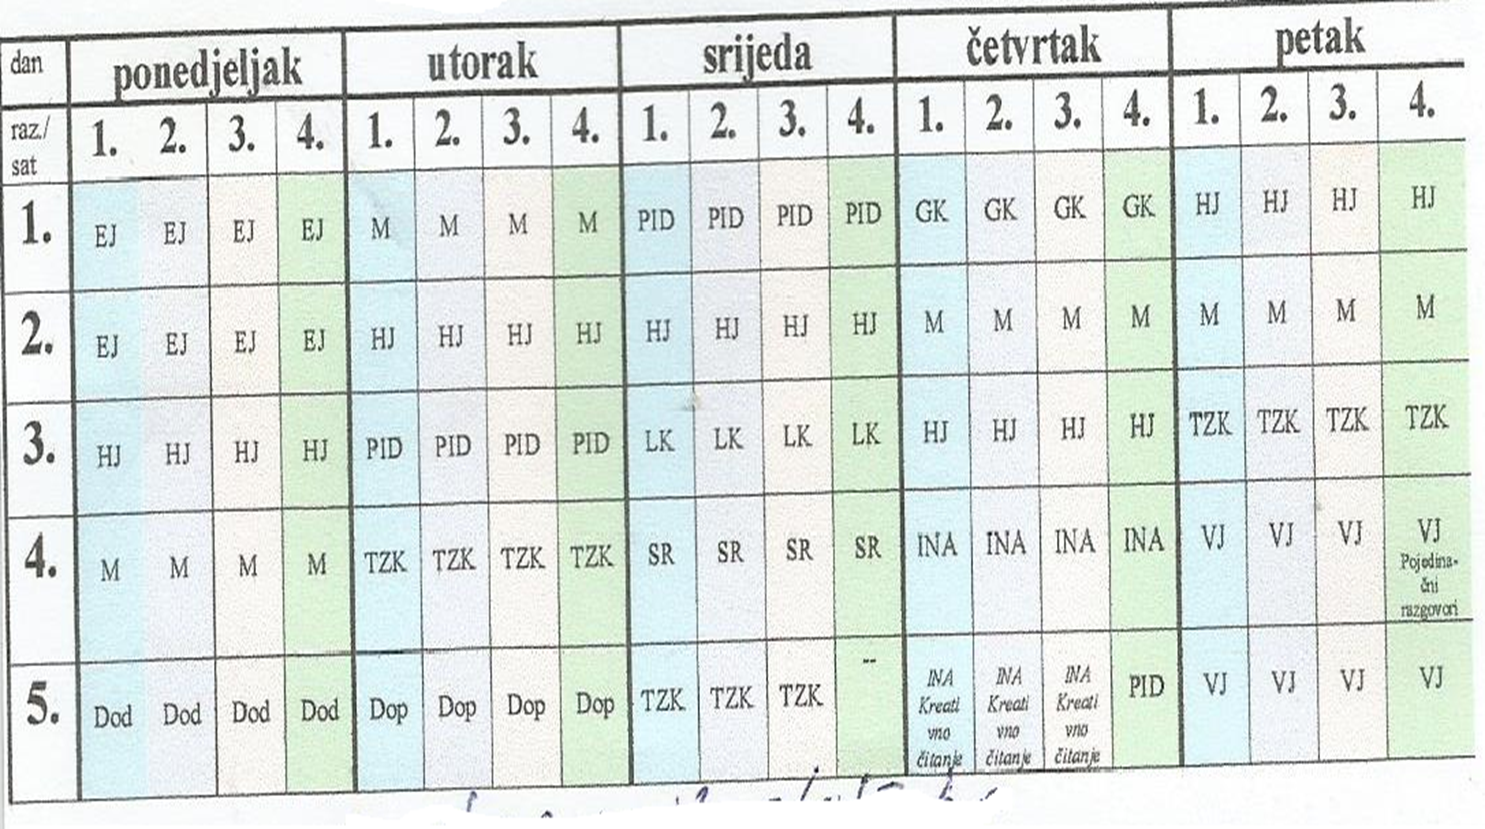 dan ponedjeljak utorak srijeda četvrtak petak
raz./ sat 1. 2. 3. 4. 1. 2. 3. 4. 1. 2. 3. 4. 1. 2. 3. 4. 1. 2. 3. 4.
1. EJ EJ EJ EJ M M M M PID PID PID PID GK GK GK GK HJ HJ HJ HJ
2. EJ EJ EJ EJ HJ HJ HJ HJ HJ HJ HJ HJ M M M M M M M M
3. HJ HJ HJ HJ PID PID PID PID LK LK LK LK HJ HJ HJ HJ TZK TZK TZK TZK
4. M M M M TZK TZK TZK TZK SR SR SR SR INA INA INA INA VJ VJ VJ VJ Pojedina- čni razgovori
5. Dod Dod Dod Dod Dop Dop Dop Dop TZK TZK TZK -- INA Kreati vno čitanje INA Kreati vno čitanje INA Kreati vno čitanje PID VJ VJ VJ VJ